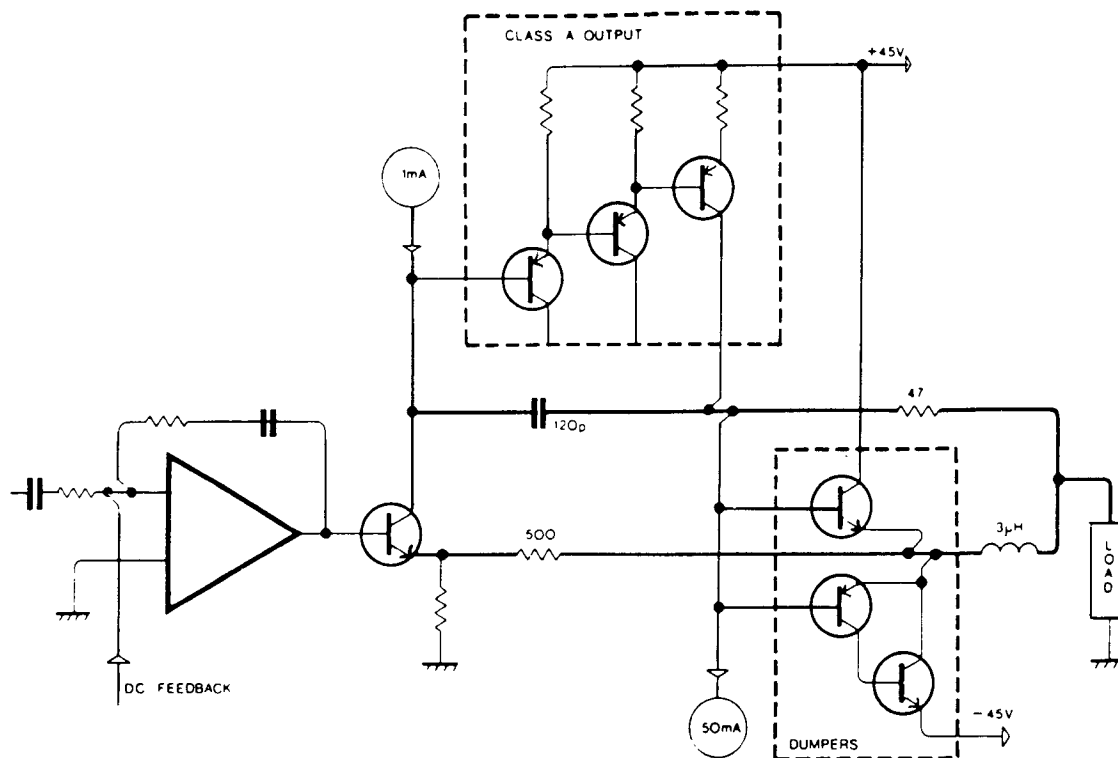 CLASS A OUTPUT
+45V
1mA
47
120p
3µH
500
LOAD
DC FEEDBACK
50mA
-45V
DUMPERS